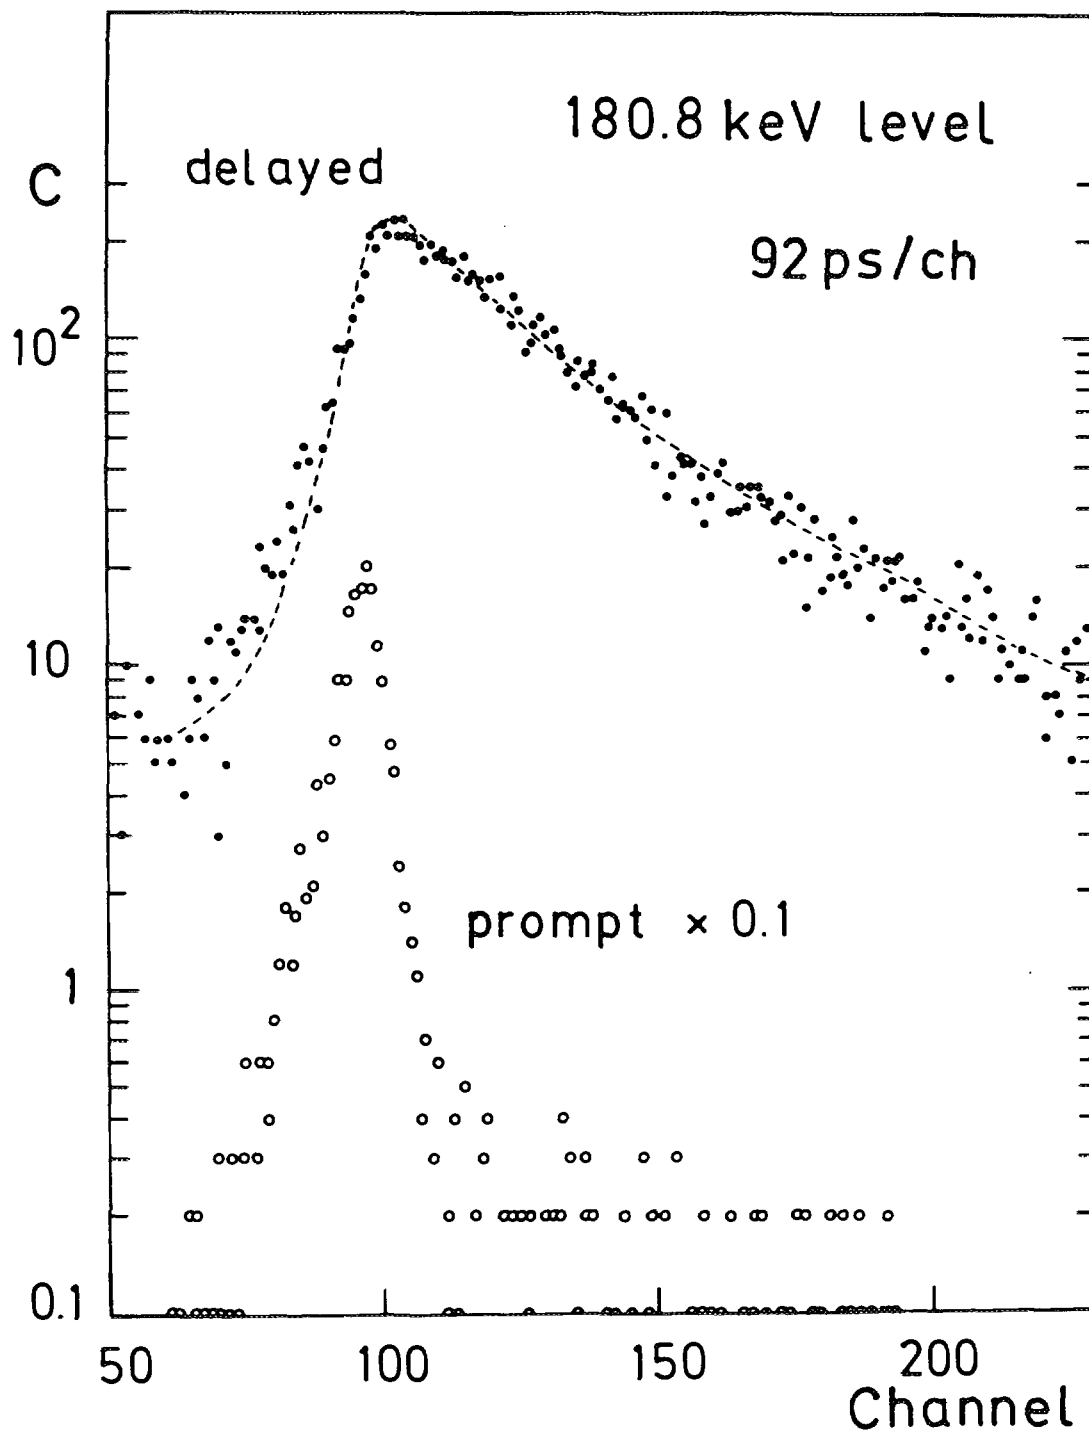 180.8 keV level
delayed
C
92 ps/ch
10²
10
prompt × 0.1
1
0.1
50 100 150 200
Channel